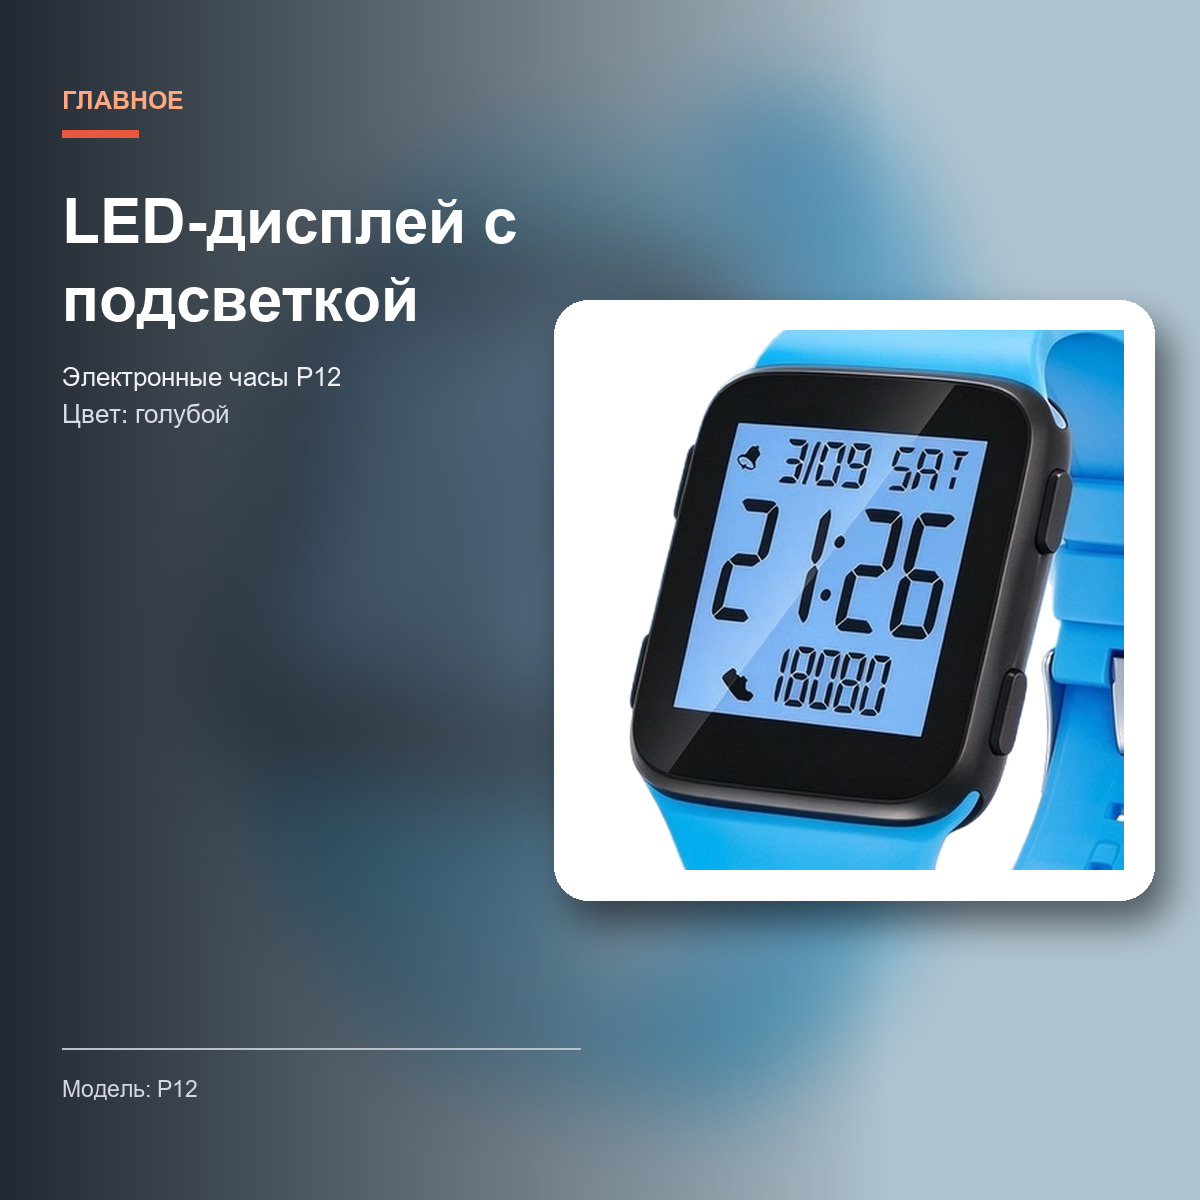 ГЛАВНОЕ
LED-дисплей с
подсветкой
Электронные часы P12
Цвет: голубой
3/09 SAT
21:26
18080
Модель: P12